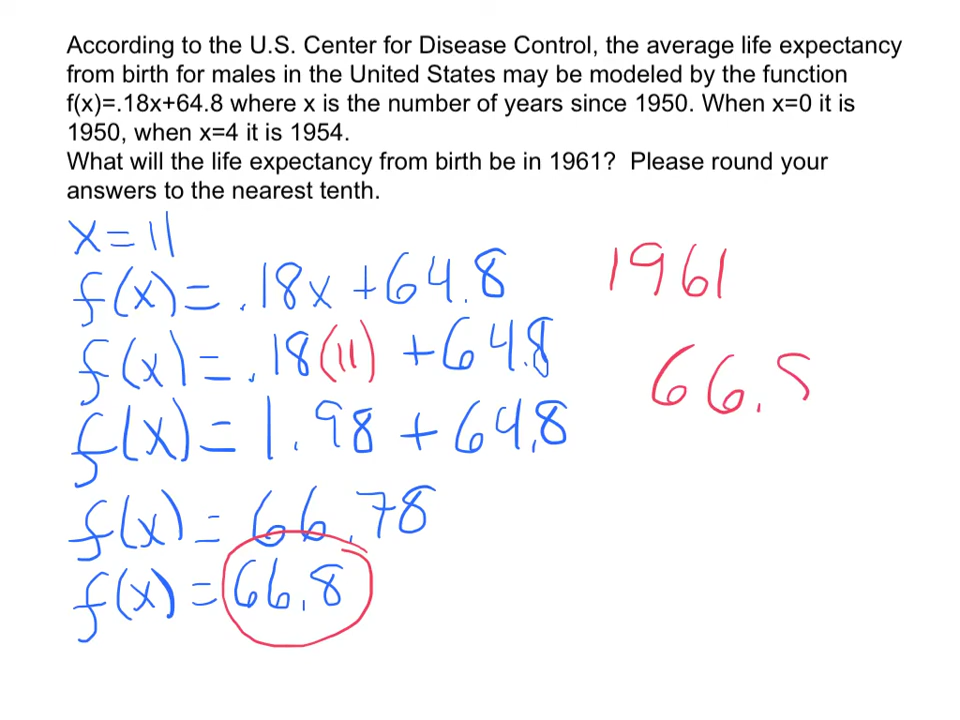 According to the U.S. Center for Disease Control, the average life expectancy
from birth for males in the United States may be modeled by the function
f(x)=.18x+64.8 where x is the number of years since 1950. When x=0 it is
1950, when x=4 it is 1954.
What will the life expectancy from birth be in 1961? Please round your
answers to the nearest tenth.
x = 11
f(x) = .18x + 64.8
1961
f(x) = .18(11) + 64.8
f(x) = 1.98 + 64.8
f(x) = 66.78
f(x) = 66.8